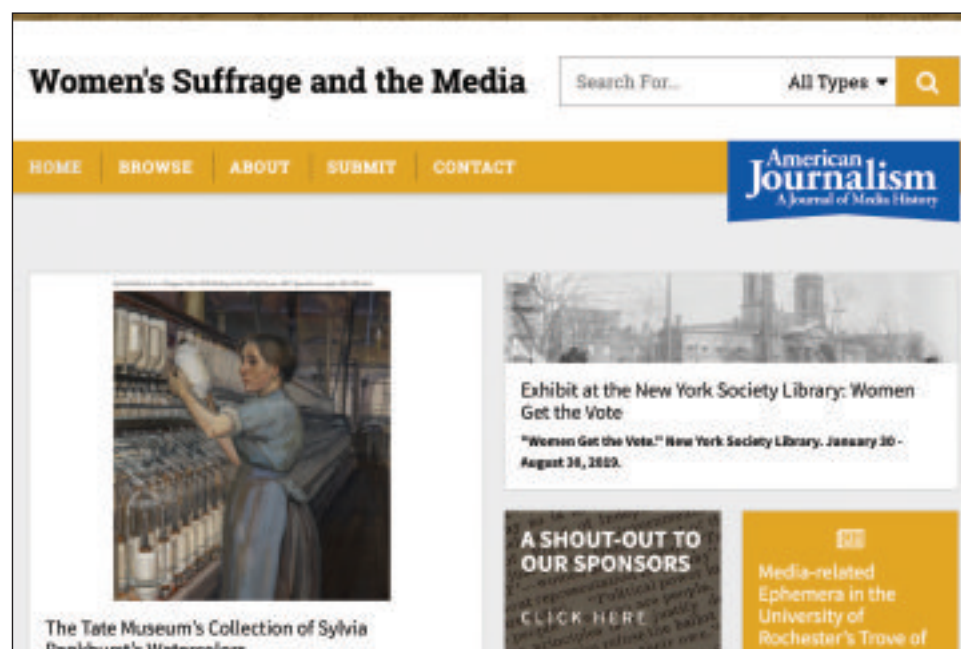 Women's Suffrage and the Media
Search For...
All Types
HOME
BROWSE
ABOUT
SUBMIT
CONTACT
American
Journalism
A Journal of Media History
The Tate Museum's Collection of Sylvia
Exhibit at the New York Society Library: Women
Get the Vote
"Women Get the Vote." New York Society Library. January 30 -
August 30, 2019.
A SHOUT-OUT TO
OUR SPONSORS
CLICK HERE
Media-related
Ephemera in the
University of
Rochester's Trove of